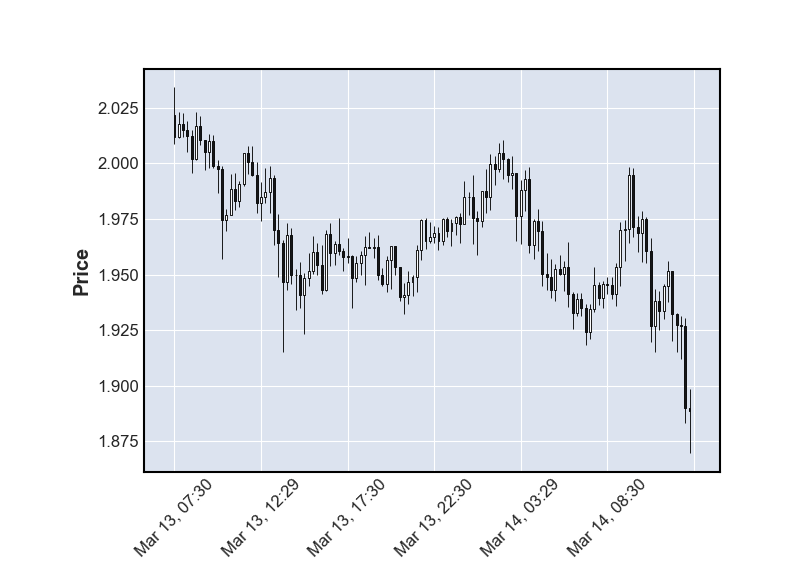 2.025
2.000
1.975
1.950
1.925
1.900
1.875
Price
Mar 13, 07:30
Mar 13, 12:29
Mar 13, 17:30
Mar 13, 22:30
Mar 14, 03:29
Mar 14, 08:30